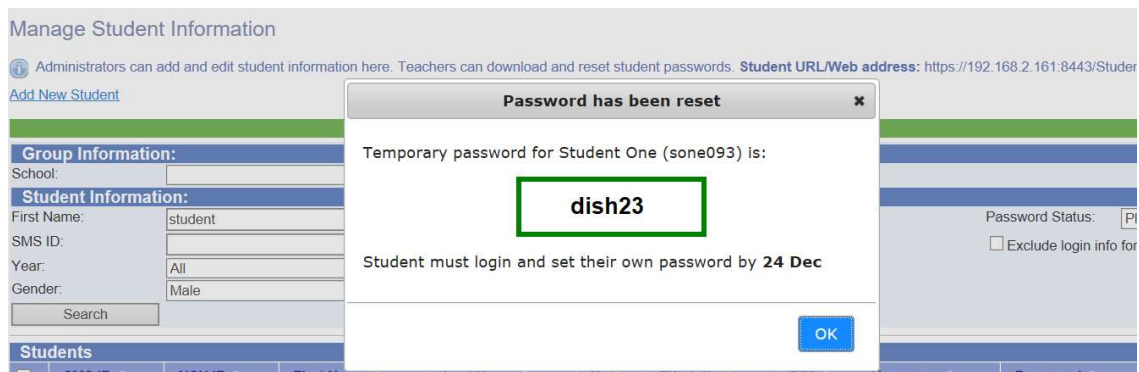 Manage Student Information
Administrators can add and edit student information here. Teachers can download and reset student passwords. Student URL/Web address: https://192.168.2.161:8443/Studen
Add New Student
Password has been reset
Temporary password for Student One (sone093) is:
dish23
Student must login and set their own password by 24 Dec
OK
Group Information:
School:
Student Information:
First Name: student
Password Status:
SMS ID:
Exclude login info for
Year: All
Gender: Male
Search
Students